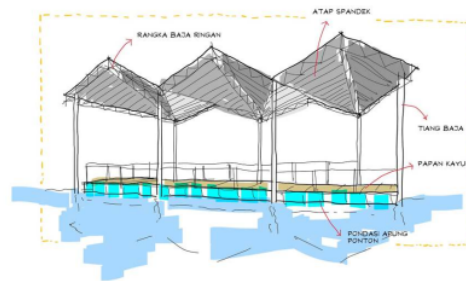 ATAP SPANDEK
RANGKA BAJA RINGAN
TIANG BAJA
PAPAN KAYU
PONDASI APUNG
PONTON